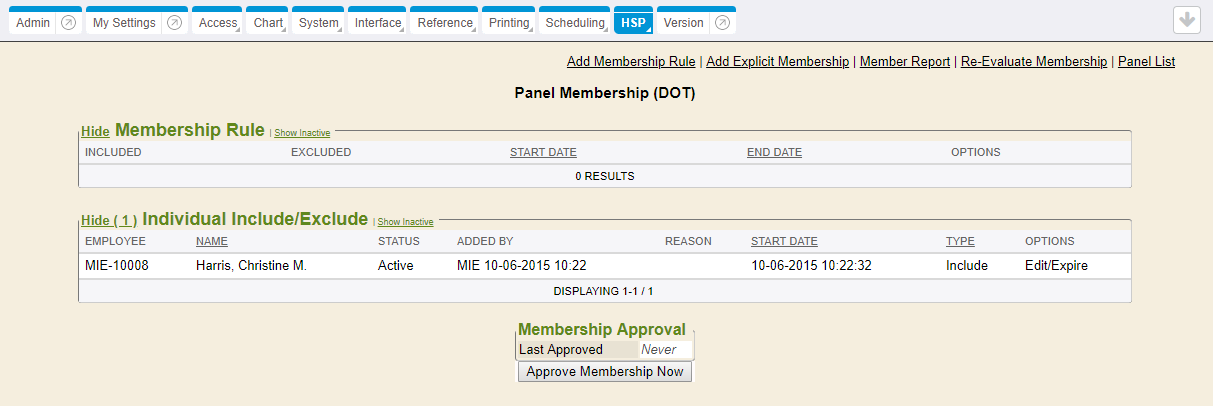 Admin My Settings Access Chart System Interface Reference Printing Scheduling HSP Version
Add Membership Rule | Add Explicit Membership | Member Report | Re-Evaluate Membership | Panel List
Panel Membership (DOT)
Hide Membership Rule | Show Inactive
INCLUDED EXCLUDED START DATE END DATE OPTIONS
0 RESULTS
Hide ( 1 ) Individual Include/Exclude | Show Inactive
EMPLOYEE NAME STATUS ADDED BY REASON START DATE TYPE OPTIONS
MIE-10008 Harris, Christine M. Active MIE 10-06-2015 10:22 10-06-2015 10:22:32 Include Edit/Expire
DISPLAYING 1-1 / 1
Membership Approval
Last Approved Never
Approve Membership Now